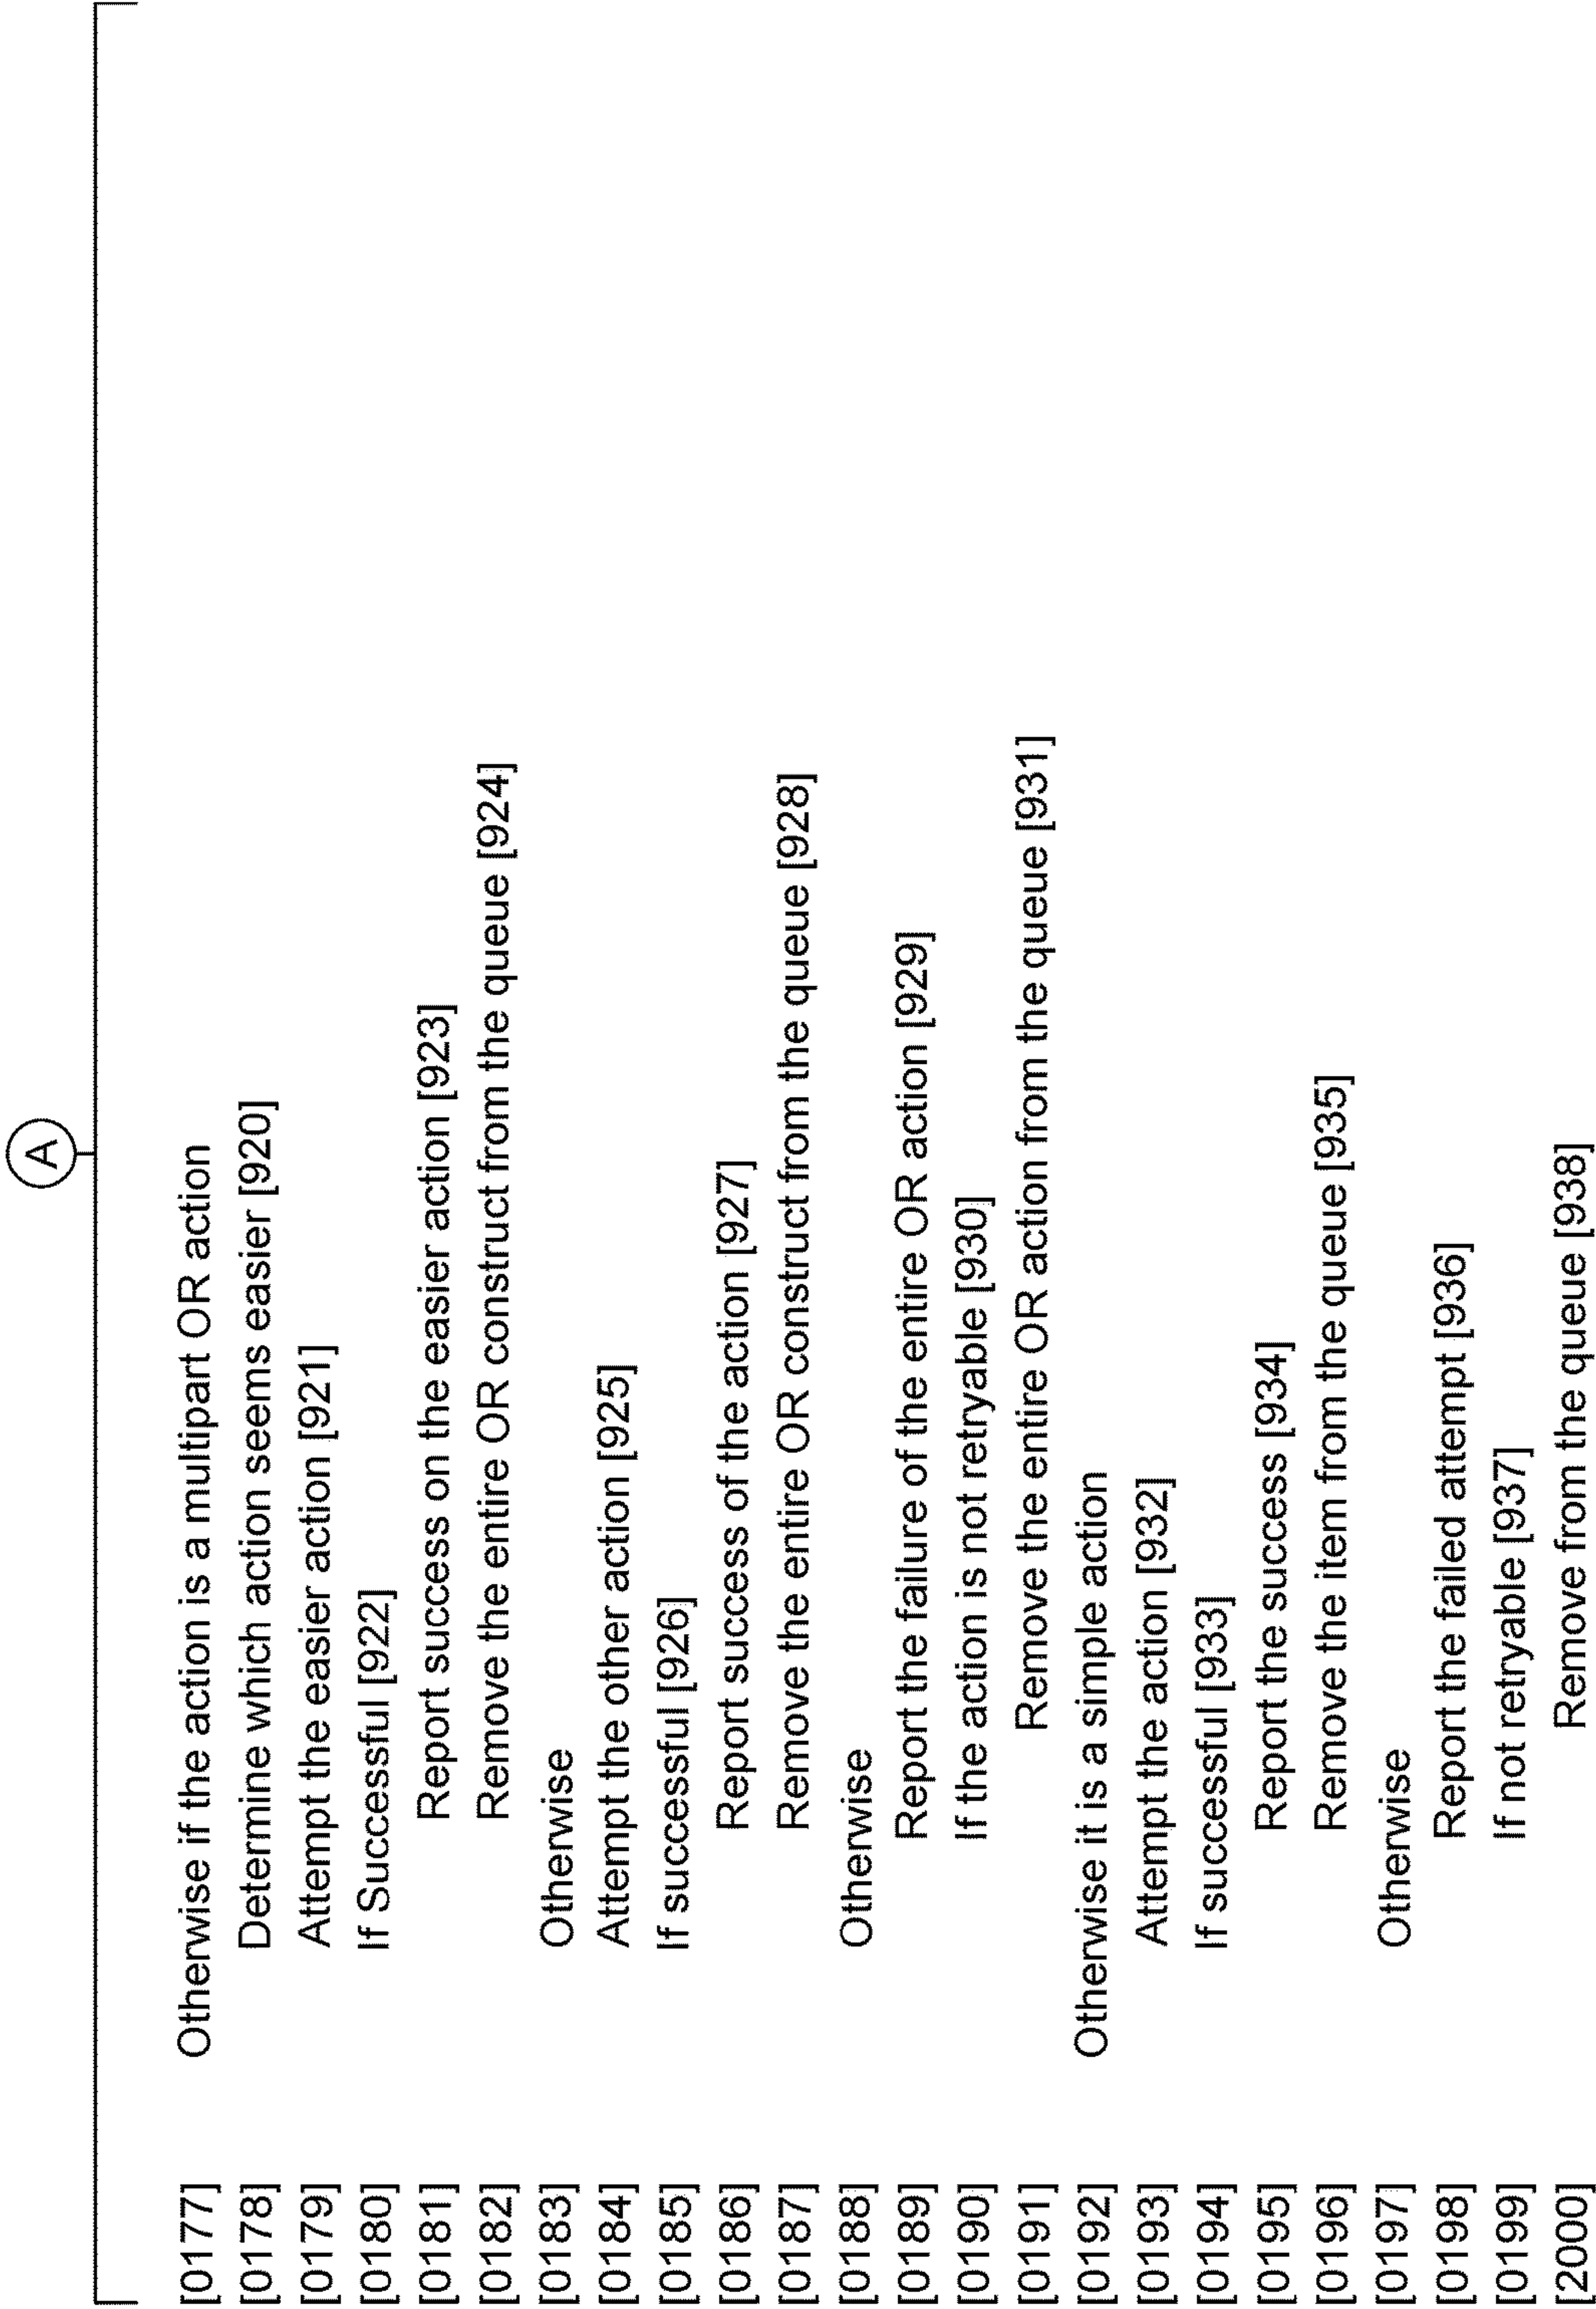 A
[0177] Otherwise if the action is a multipart OR action
[0178] Determine which action seems easier [920]
[0179] Attempt the easier action [921]
[0180] If Successful [922]
[0181] Report success on the easier action [923]
[0182] Remove the entire OR construct from the queue [924]
[0183] Otherwise
[0184] Attempt the other action [925]
[0185] If successful [926]
[0186] Report success of the action [927]
[0187] Remove the entire OR construct from the queue [928]
[0188] Otherwise
[0189] Report the failure of the entire OR action [929]
[0190] If the action is not retryable [930]
[0191] Remove the entire OR action from the queue [931]
[0192] Otherwise it is a simple action
[0193] Attempt the action [932]
[0194] If successful [933]
[0195] Report the success [934]
[0196] Remove the item from the queue [935]
[0197] Otherwise
[0198] Report the failed attempt [936]
[0199] If not retryable [937]
[2000] Remove from the queue [938]